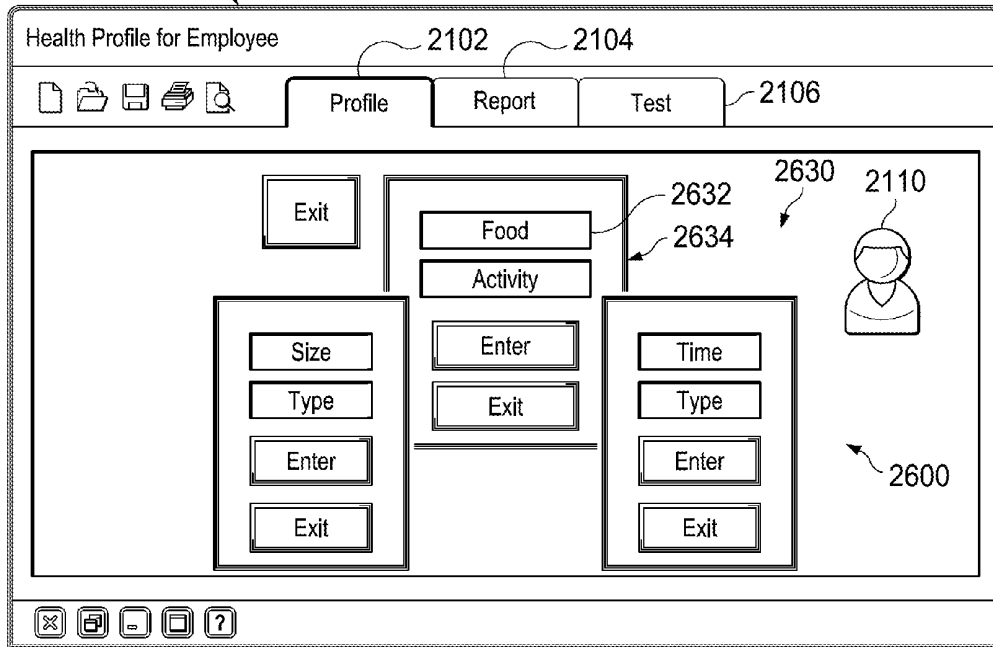 Health Profile for Employee
2102
2104
Profile
Report
Test
2106
Exit
Food
Activity
Enter
Exit
2632
2634
2630
2110
Size
Type
Enter
Exit
Time
Type
Enter
Exit
2600
?